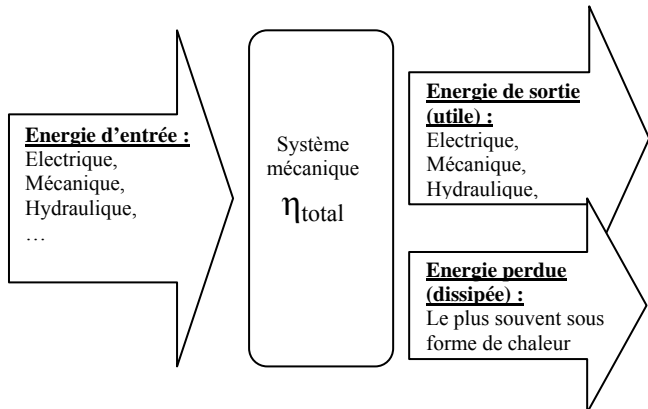 Energie d'entrée :
Electrique,
Mécanique,
Hydraulique,
…
Système
mécanique
ηtotal
Energie de sortie
(utile) :
Electrique,
Mécanique,
Hydraulique,
Energie perdue
(dissipée) :
Le plus souvent sous
forme de chaleur